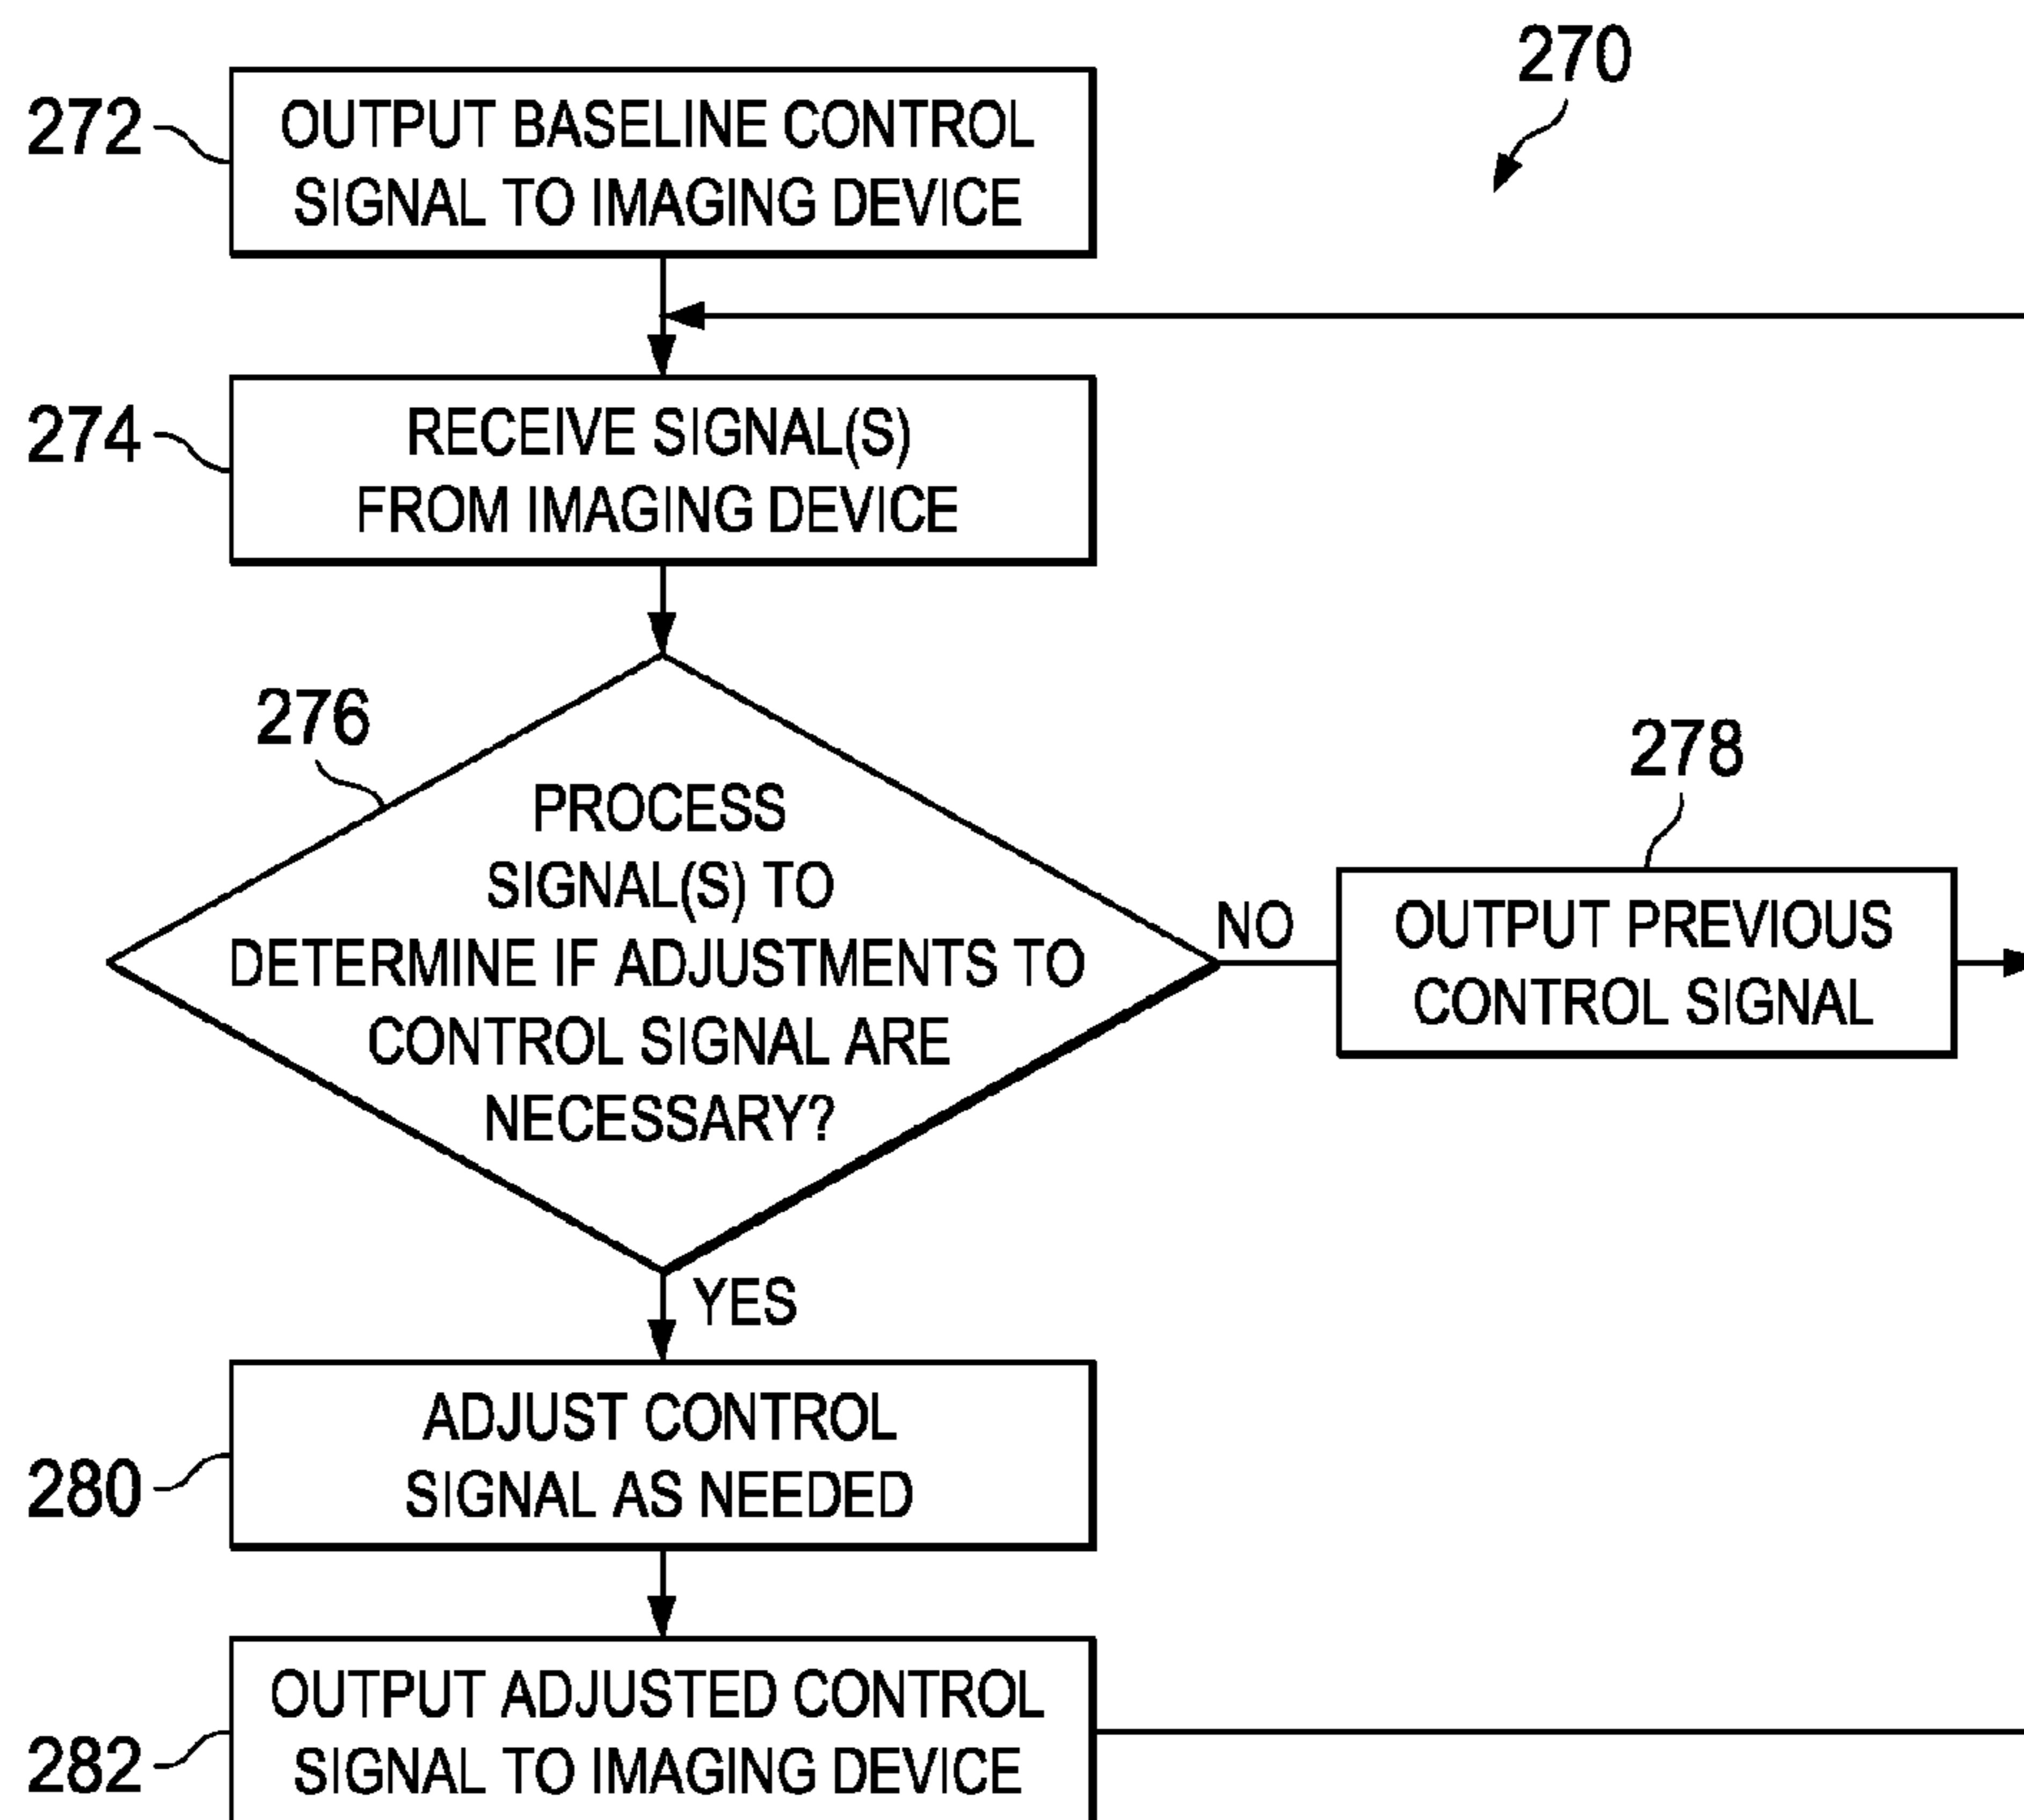 270
272
OUTPUT BASELINE CONTROL
SIGNAL TO IMAGING DEVICE
274
RECEIVE SIGNAL(S)
FROM IMAGING DEVICE
276
PROCESS
SIGNAL(S) TO
DETERMINE IF ADJUSTMENTS TO
CONTROL SIGNAL ARE
NECESSARY?
NO
278
OUTPUT PREVIOUS
CONTROL SIGNAL
YES
280
ADJUST CONTROL
SIGNAL AS NEEDED
282
OUTPUT ADJUSTED CONTROL
SIGNAL TO IMAGING DEVICE